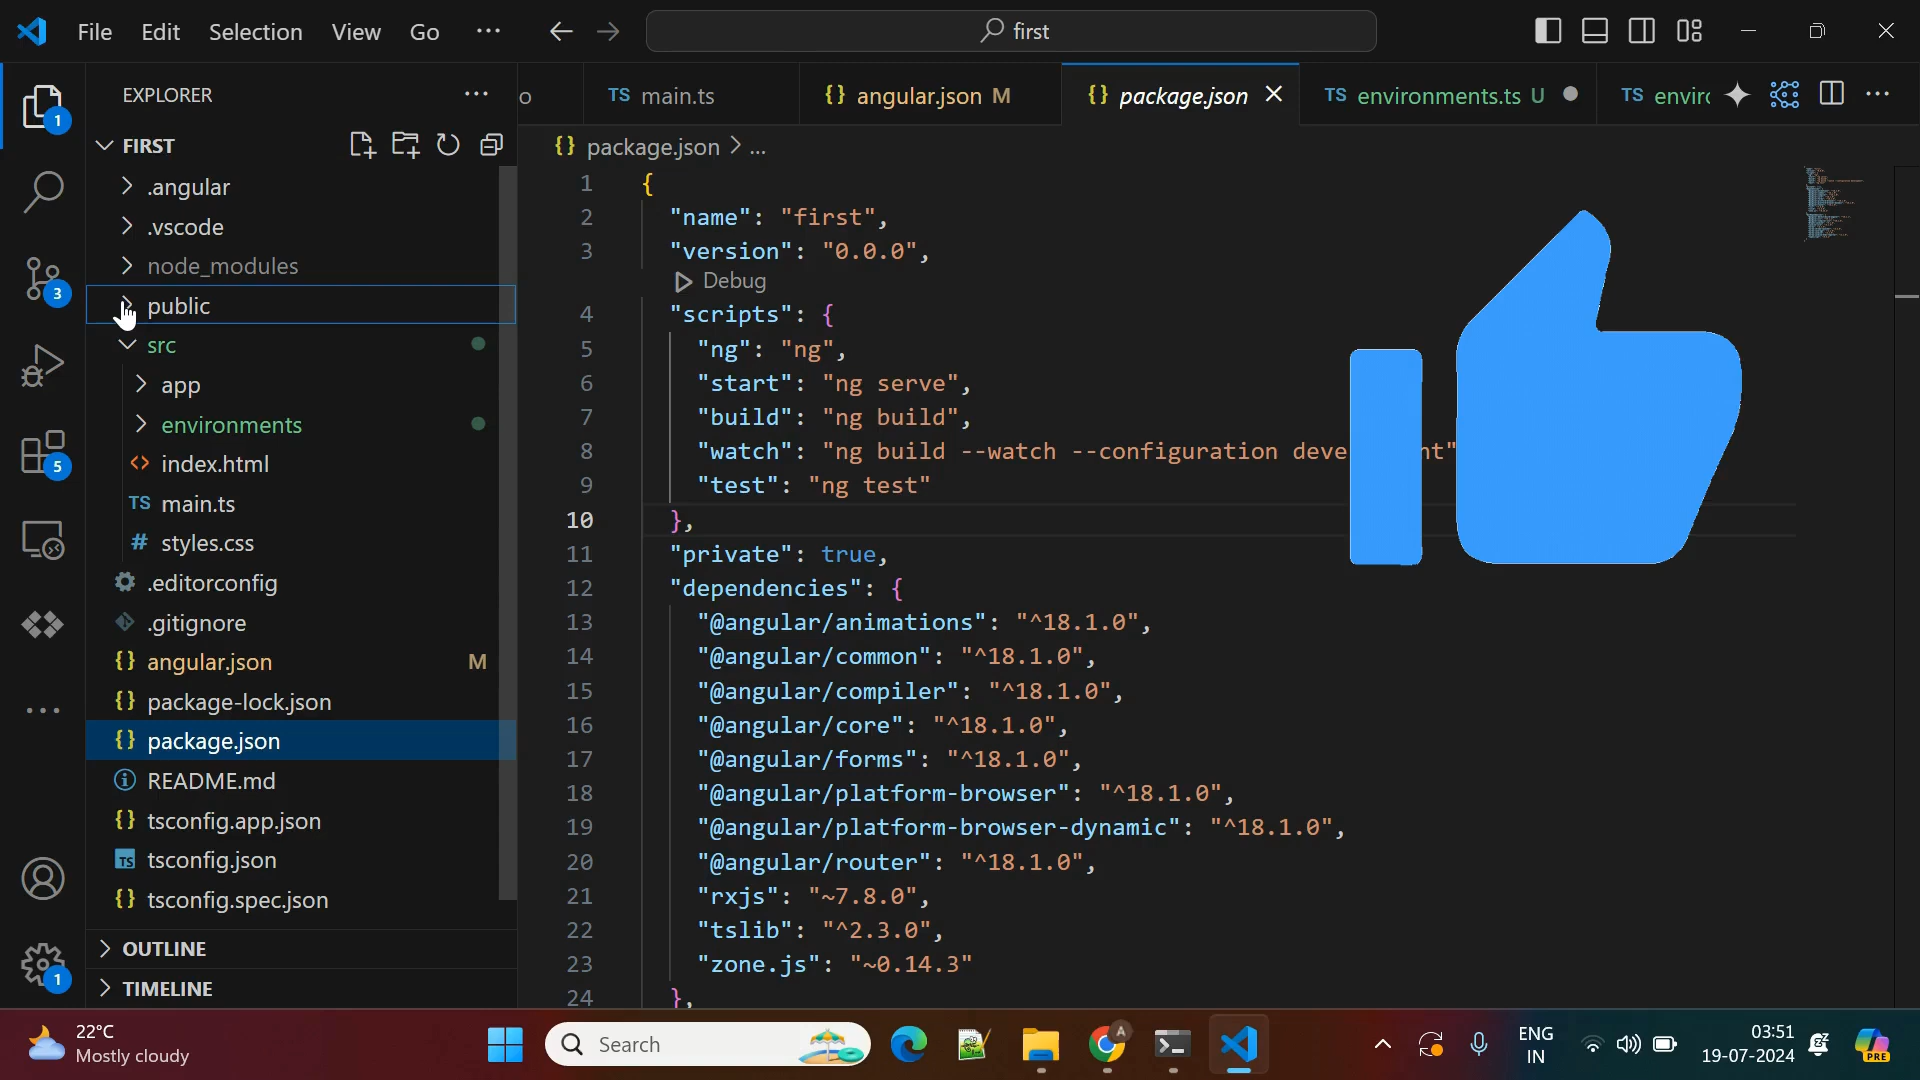 File Edit Selection View Go ··· first
EXPLORER ···
FIRST
.angular
.vscode
node_modules
public
src
app
environments
<> index.html
TS main.ts
# styles.css
.editorconfig
.gitignore
{} angular.json M
{} package-lock.json
{} package.json
README.md
{} tsconfig.app.json
TS tsconfig.json
{} tsconfig.spec.json
OUTLINE
TIMELINE
1
3
5
1
o TS main.ts {} angular.json M {} package.json TS environments.ts U TS enviro
{} package.json > ...
1 {
2 "name": "first",
3 "version": "0.0.0",
Debug
4 "scripts": {
5 "ng": "ng",
6 "start": "ng serve",
7 "build": "ng build",
8 "watch": "ng build --watch --configuration deve nt"
9 "test": "ng test"
10 },
11 "private": true,
12 "dependencies": {
13 "@angular/animations": "^18.1.0",
14 "@angular/common": "^18.1.0",
15 "@angular/compiler": "^18.1.0",
16 "@angular/core": "^18.1.0",
17 "@angular/forms": "^18.1.0",
18 "@angular/platform-browser": "^18.1.0",
19 "@angular/platform-browser-dynamic": "^18.1.0",
20 "@angular/router": "^18.1.0",
21 "rxjs": "~7.8.0",
22 "tslib": "^2.3.0",
23 "zone.js": "~0.14.3"
24 },
22°C
Mostly cloudy
Search
A
ENG
IN
03:51
19-07-2024
PRE